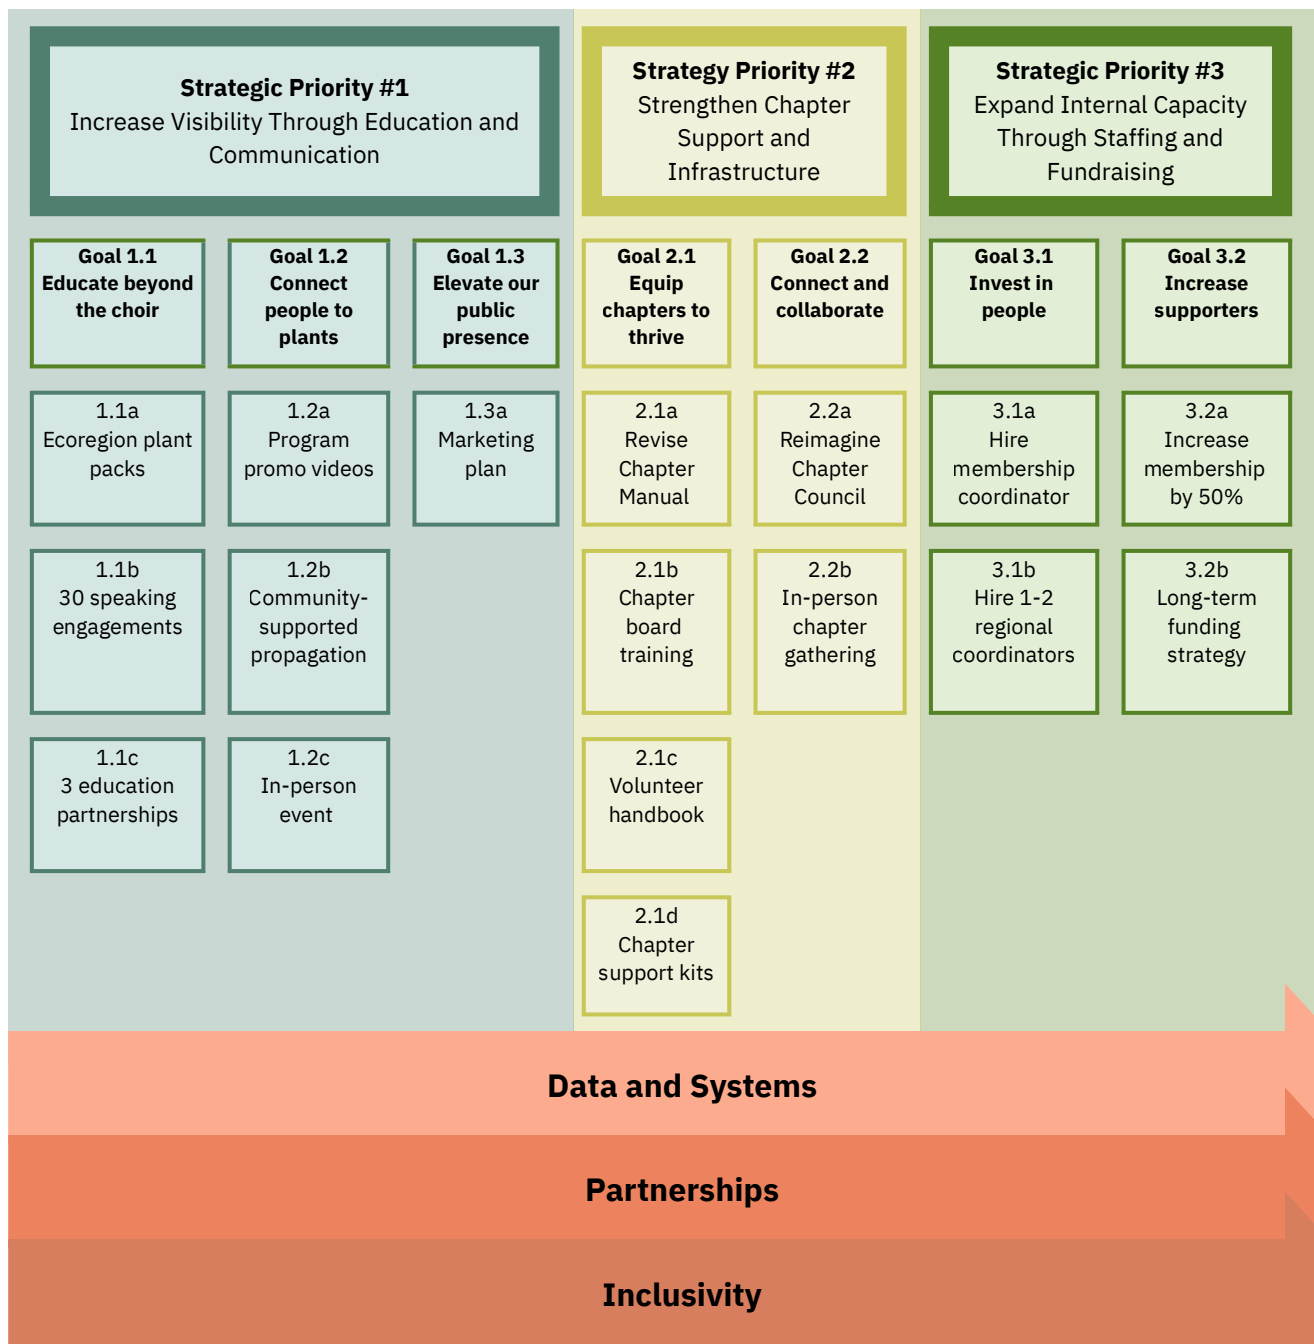 Strategic Priority #1
Increase Visibility Through Education and
Communication
Strategy Priority #2
Strengthen Chapter
Support and
Infrastructure
Strategic Priority #3
Expand Internal Capacity
Through Staffing and
Fundraising
Goal 1.1
Educate beyond
the choir
Goal 1.2
Connect
people to
plants
Goal 1.3
Elevate our
public
presence
Goal 2.1
Equip
chapters to
thrive
Goal 2.2
Connect and
collaborate
Goal 3.1
Invest in
people
Goal 3.2
Increase
supporters
1.1a
Ecoregion plant
packs
1.2a
Program
promo videos
1.3a
Marketing
plan
2.1a
Revise
Chapter
Manual
2.2a
Reimagine
Chapter
Council
3.1a
Hire
membership
coordinator
3.2a
Increase
membership
by 50%
1.1b
30 speaking
engagements
1.2b
Community-
supported
propagation
2.1b
Chapter
board
training
2.2b
In-person
chapter
gathering
3.1b
Hire 1-2
regional
coordinators
3.2b
Long-term
funding
strategy
1.1c
3 education
partnerships
1.2c
In-person
event
2.1c
Volunteer
handbook
2.1d
Chapter
support kits
Data and Systems
Partnerships
Inclusivity